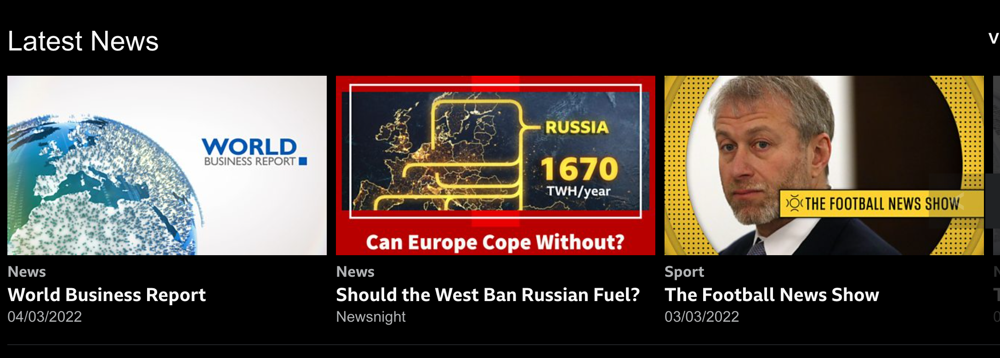 Latest News
WORLD
BUSINESS REPORT
RUSSIA
1670
TWH/year
Can Europe Cope Without?
THE FOOTBALL NEWS SHOW
News
World Business Report
04/03/2022
News
Should the West Ban Russian Fuel?
Newsnight
Sport
The Football News Show
03/03/2022